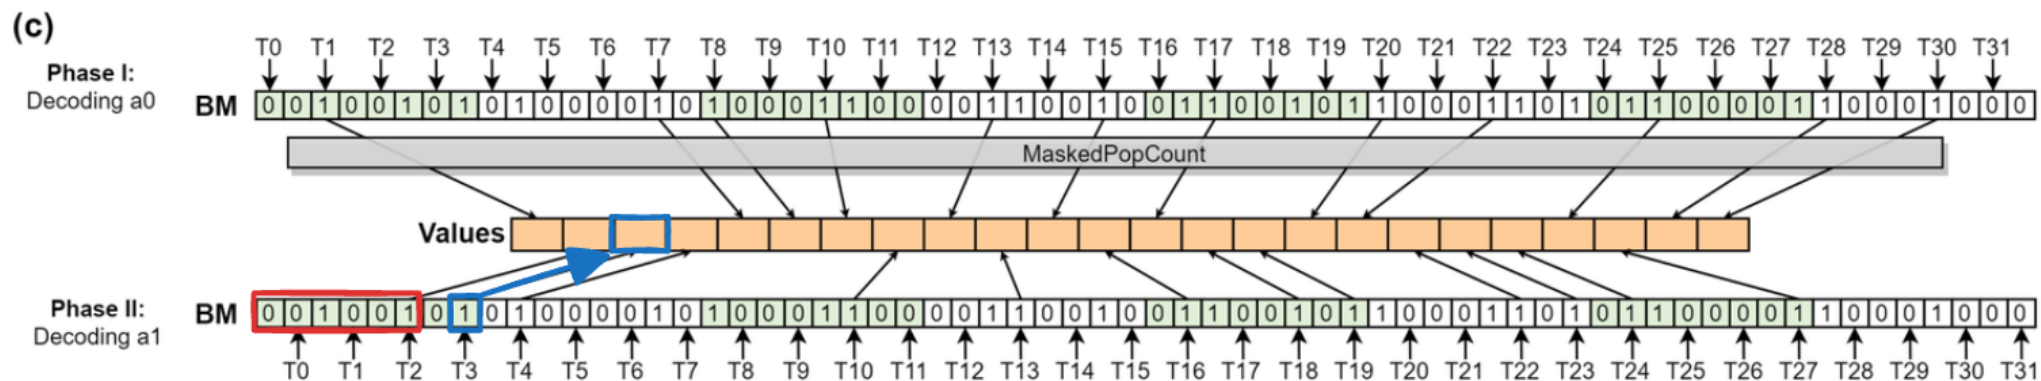 (c)
T0 T1 T2 T3 T4 T5 T6 T7 T8 T9 T10 T11 T12 T13 T14 T15 T16 T17 T18 T19 T20 T21 T22 T23 T24 T25 T26 T27 T28 T29 T30 T31
Phase I:
Decoding a0
BM 0 0 1 0 0 1 0 1 0 1 0 0 0 0 1 0 1 0 0 0 1 1 0 0 0 0 1 1 0 0 1 0 0 1 1 0 0 1 0 1 1 0 0 0 1 1 0 1 0 1 1 0 0 0 0 1 1 0 0 0 1 0 0 0
MaskedPopCount
Values
Phase II:
Decoding a1
BM 0 0 1 0 0 1 0 1 0 1 0 0 0 0 1 0 1 0 0 0 1 1 0 0 0 0 1 1 0 0 1 0 0 1 1 0 0 1 0 1 1 0 0 0 1 1 0 1 0 1 1 0 0 0 0 1 1 0 0 0 1 0 0 0
T0 T1 T2 T3 T4 T5 T6 T7 T8 T9 T10 T11 T12 T13 T14 T15 T16 T17 T18 T19 T20 T21 T22 T23 T24 T25 T26 T27 T28 T29 T30 T31